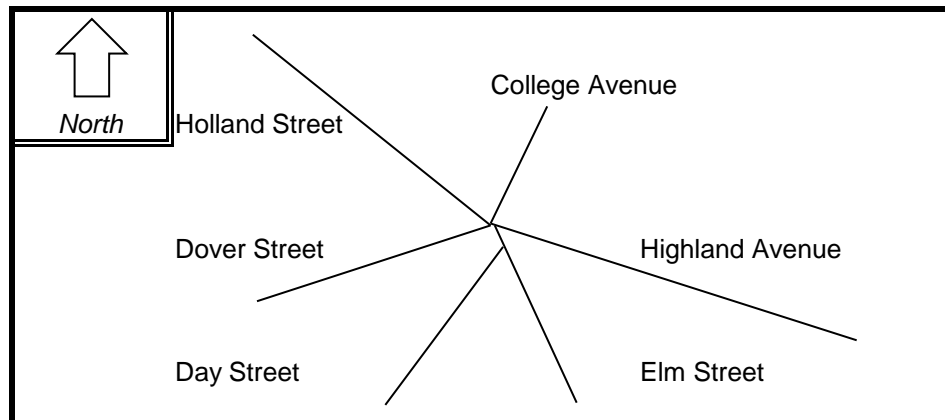 College Avenue
North
Holland Street
Dover Street
Highland Avenue
Day Street
Elm Street